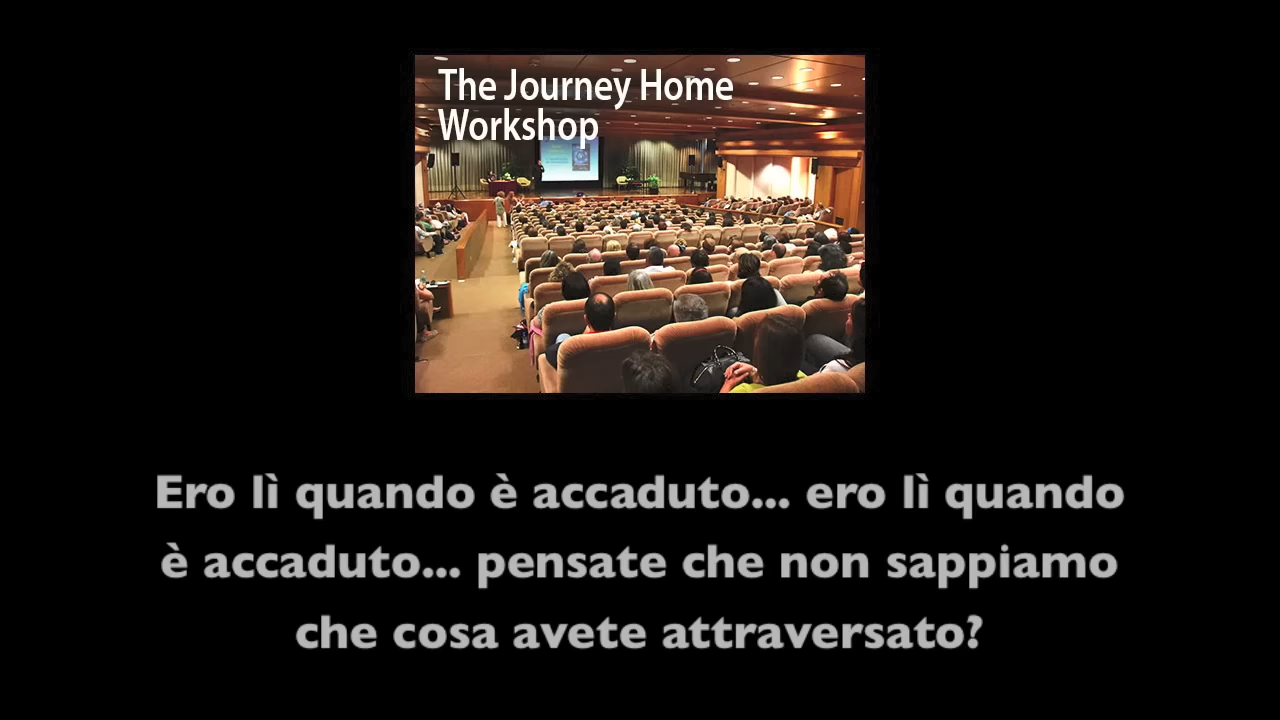 The Journey Home
Workshop
Ero lì quando è accaduto... ero lì quando
è accaduto... pensate che non sappiamo
che cosa avete attraversato?